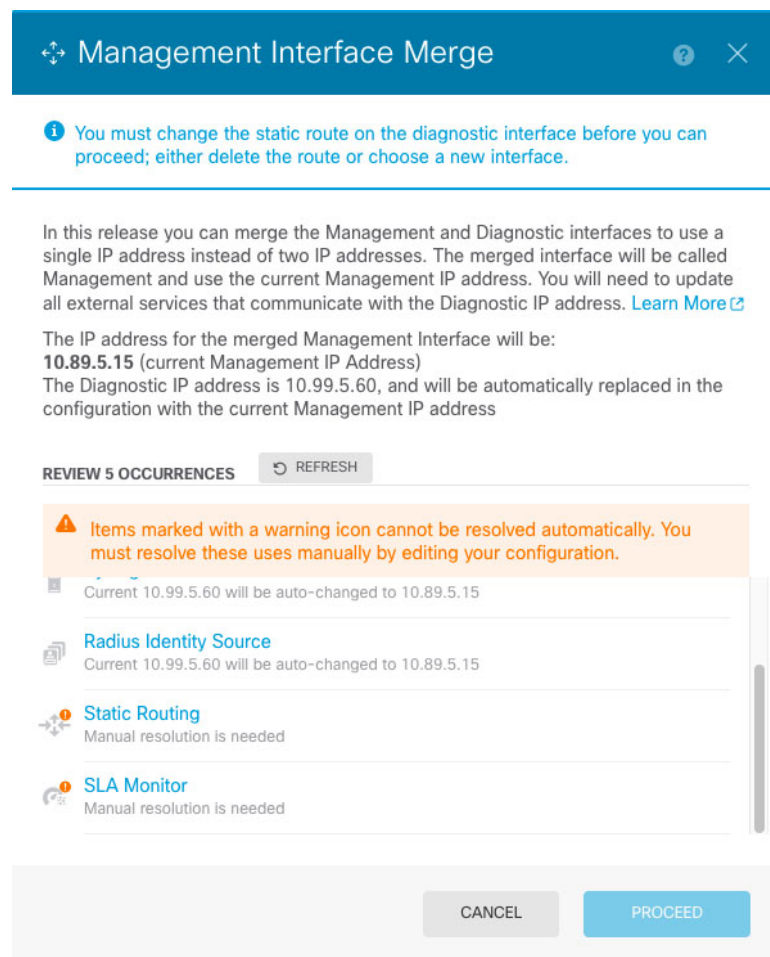 Management Interface Merge
You must change the static route on the diagnostic interface before you can
proceed; either delete the route or choose a new interface.
In this release you can merge the Management and Diagnostic interfaces to use a
single IP address instead of two IP addresses. The merged interface will be called
Management and use the current Management IP address. You will need to update
all external services that communicate with the Diagnostic IP address. Learn More
The IP address for the merged Management Interface will be:
10.89.5.15 (current Management IP Address)
The Diagnostic IP address is 10.99.5.60, and will be automatically replaced in the
configuration with the current Management IP address
REVIEW 5 OCCURRENCES REFRESH
Items marked with a warning icon cannot be resolved automatically. You
must resolve these uses manually by editing your configuration.
Current 10.99.5.60 will be auto-changed to 10.89.5.15
Radius Identity Source
Current 10.99.5.60 will be auto-changed to 10.89.5.15
Static Routing
Manual resolution is needed
SLA Monitor
Manual resolution is needed
CANCEL PROCEED